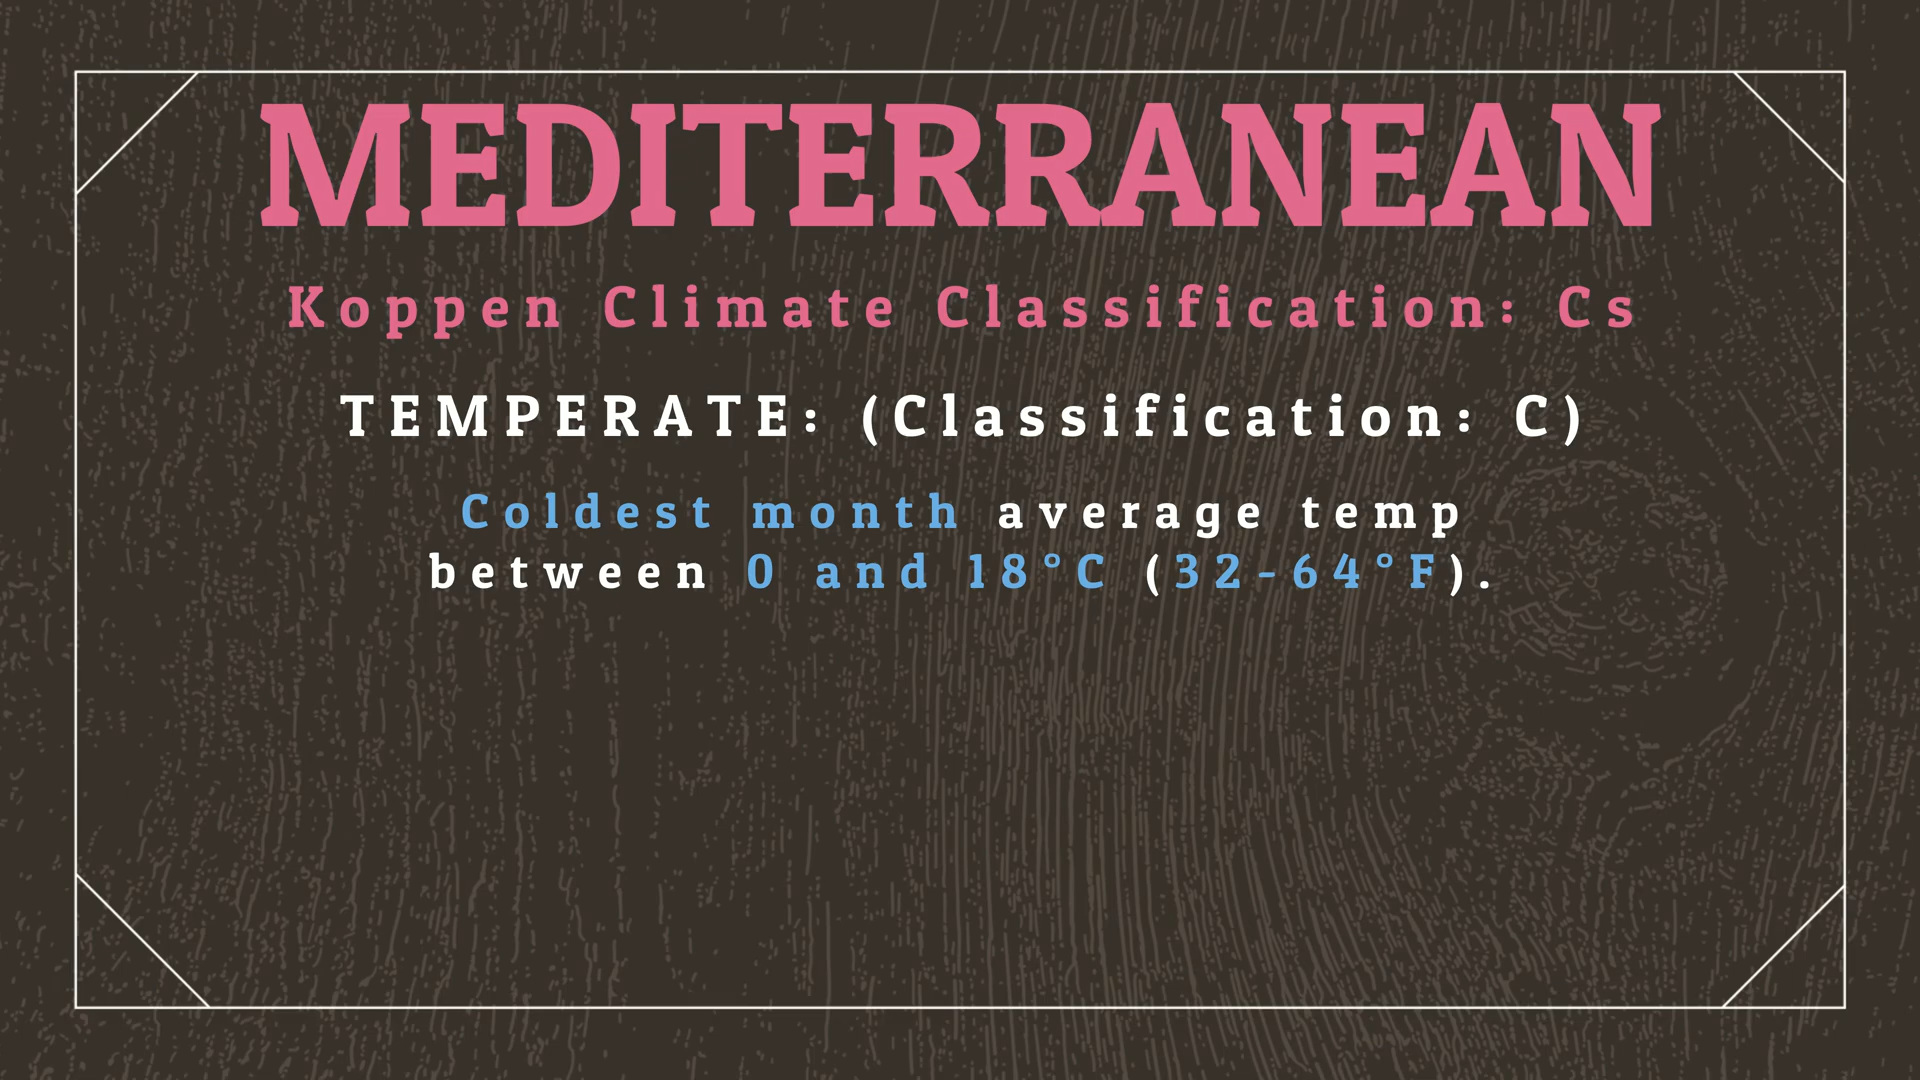 MEDITERRANEAN
Koppen Climate Classification: Cs
TEMPERATE: (Classification: C)
Coldest month average temp
between 0 and 18°C (32-64°F).